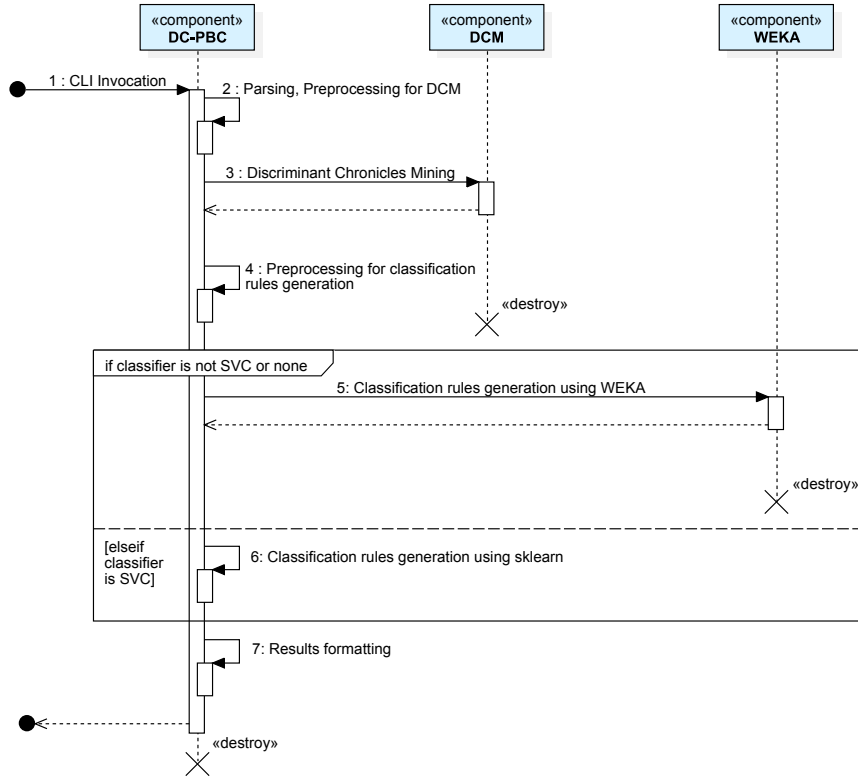 «component»
DC-PBC
«component»
DCM
«component»
WEKA
1 : CLI Invocation
2 : Parsing, Preprocessing for DCM
3 : Discriminant Chronicles Mining
4 : Preprocessing for classification
rules generation
«destroy»
if classifier is not SVC or none
5: Classification rules generation using WEKA
«destroy»
[elseif
classifier
is SVC]
6: Classification rules generation using sklearn
7: Results formatting
«destroy»